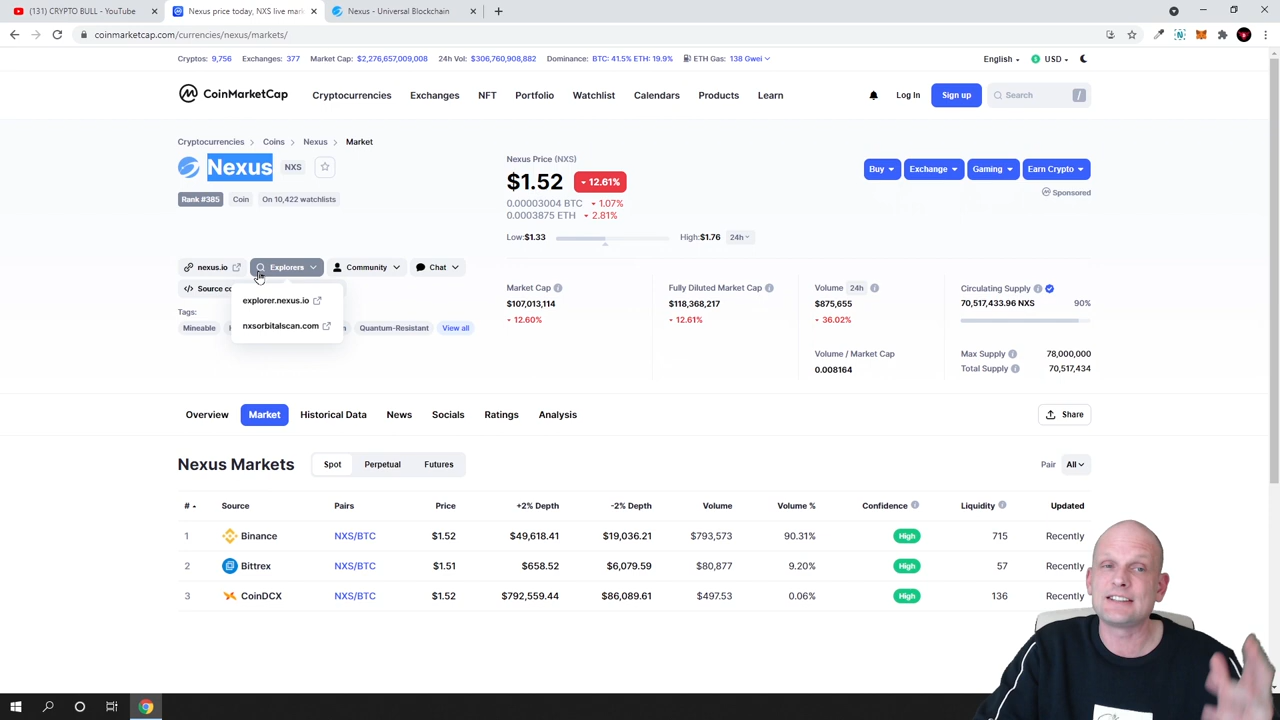 (131) CRYPTO BULL - YouTube
Nexus price today, NXS live mark
Nexus - Universal Blockchain
coinmarketcap.com/currencies/nexus/markets/
Cryptos: 9,756 Exchanges: 377 Market Cap: $2,276,657,009,008 24h Vol: $306,760,908,882 Dominance: BTC: 41.5% ETH: 19.9% ETH Gas: 138 Gwei
English USD
CoinMarketCap
Cryptocurrencies Exchanges NFT Portfolio Watchlist Calendars Products Learn
Log In Sign up Search /
Cryptocurrencies > Coins > Nexus > Market
Nexus NXS
Rank #385 Coin On 10,422 watchlists
Nexus Price (NXS)
$1.52 12.61%
0.00003004 BTC 1.07%
0.0003875 ETH 2.81%
Low:$1.33 High:$1.76 24h
Buy Exchange Gaming Earn Crypto
Sponsored
nexus.io Explorers Community Chat
Source co
explorer.nexus.io
nxsorbitalscan.com
Tags:
Mineable Quantum-Resistant View all
Market Cap
$107,013,114
12.60%
Fully Diluted Market Cap
$118,368,217
12.61%
Volume 24h
$875,655
36.02%
Volume / Market Cap
0.008164
Circulating Supply
70,517,433.96 NXS 90%
Max Supply 78,000,000
Total Supply 70,517,434
Overview Market Historical Data News Socials Ratings Analysis
Share
Nexus Markets Spot Perpetual Futures
Pair All
# Source Pairs Price +2% Depth -2% Depth Volume Volume % Confidence Liquidity Updated
1 Binance NXS/BTC $1.52 $49,618.41 $19,036.21 $793,573 90.31% High 715 Recently
2 Bittrex NXS/BTC $1.51 $658.52 $6,079.59 $80,877 9.20% High 57 Recently
3 CoinDCX NXS/BTC $1.52 $792,559.44 $86,089.61 $497.53 0.06% High 136 Recently